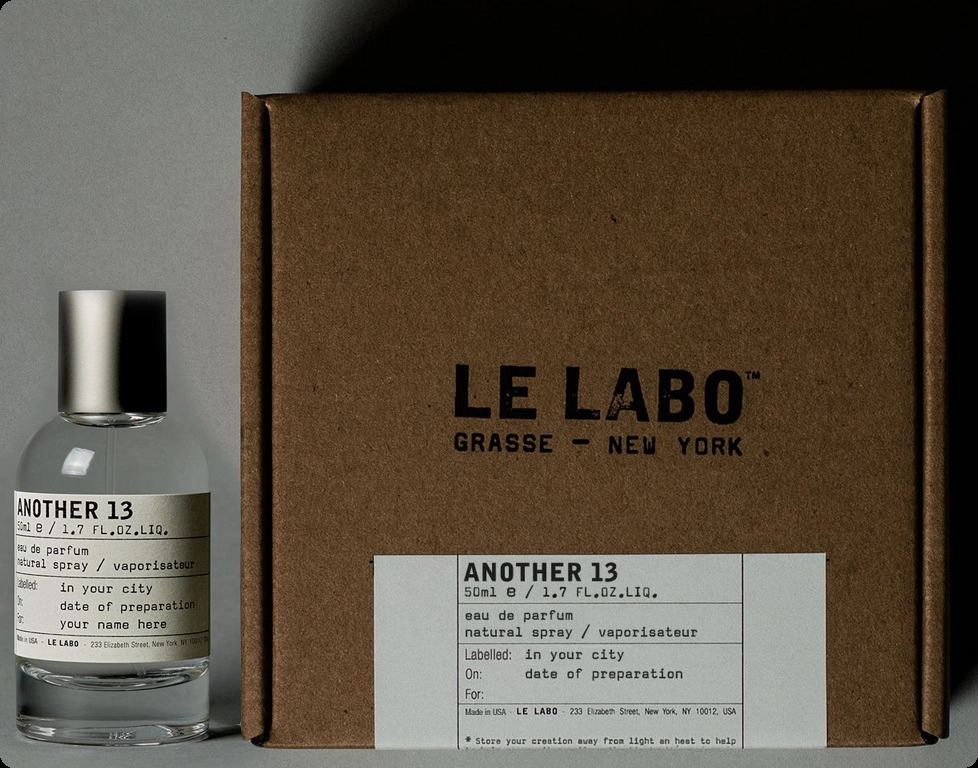 LE LABO™
GRASSE – NEW YORK
ANOTHER 13
50ml e / 1.7 FL.OZ.LIQ.
eau de parfum
natural spray / vaporisateur
Labelled: in your city
On: date of preparation
For: your name here
Made in USA - LE LABO - 233 Elizabeth Street, New York, NY 10012, USA
ANOTHER 13
50ml e / 1.7 FL.OZ.LIQ.
eau de parfum
natural spray / vaporisateur
Labelled: in your city
On: date of preparation
For:
Made in USA - LE LABO - 233 Elizabeth Street, New York, NY 10012, USA
* Store your creation away from light an heat to help